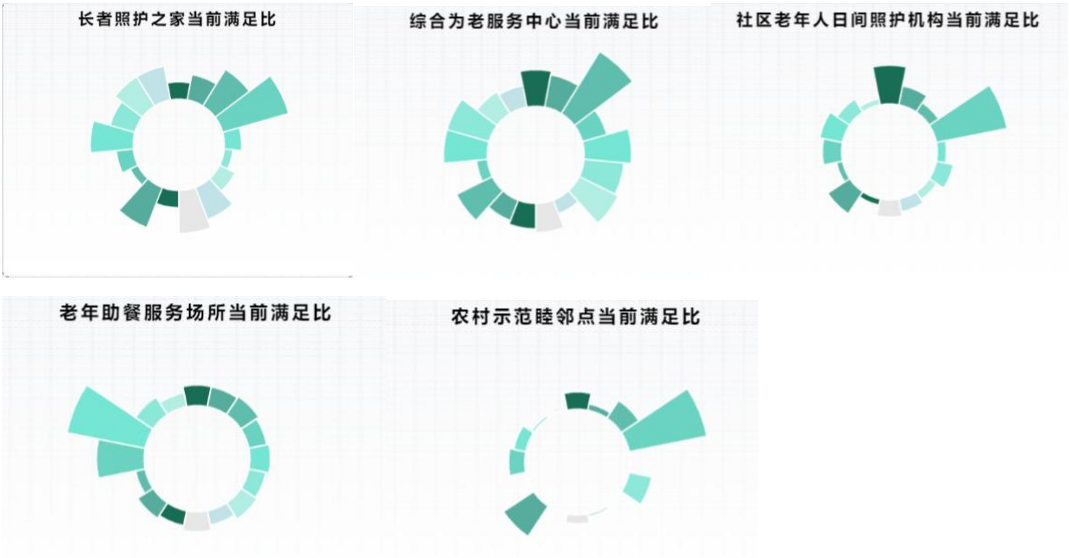 长者照护之家当前满足比
综合为老服务中心当前满足比
社区老年人日间照护机构当前满足比
老年助餐服务场所当前满足比
农村示范睦邻点当前满足比